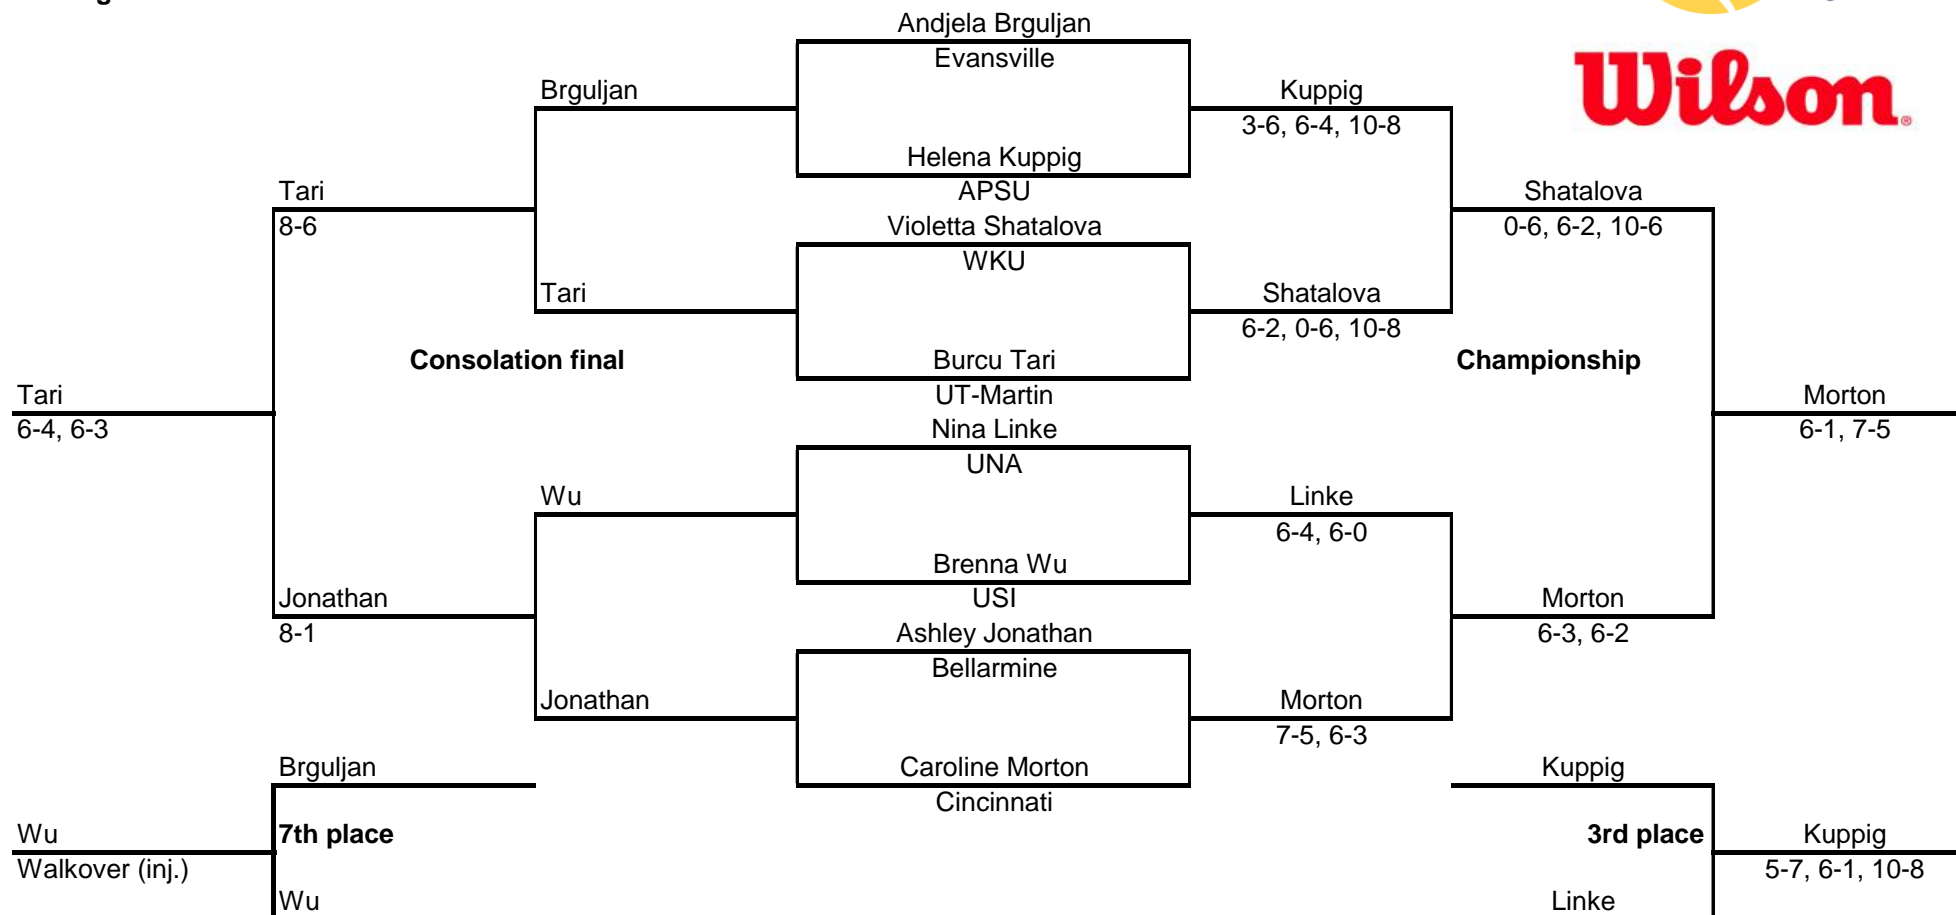 Andjela Brguljan
Evansville
Brguljan
Kuppig
3-6, 6-4, 10-8
Wilson
Helena Kuppig
APSU
Tari
8-6
Shatalova
0-6, 6-2, 10-6
Violetta Shatalova
WKU
Tari
Shatalova
6-2, 0-6, 10-8
Consolation final
Burcu Tari
UT-Martin
Championship
Tari
6-4, 6-3
Morton
6-1, 7-5
Nina Linke
UNA
Wu
Linke
6-4, 6-0
Brenna Wu
USI
Jonathan
8-1
Morton
6-3, 6-2
Ashley Jonathan
Bellarmine
Jonathan
Morton
7-5, 6-3
Brguljan
Caroline Morton
Cincinnati
Kuppig
Wu
Walkover (inj.)
7th place
3rd place
Kuppig
5-7, 6-1, 10-8
Wu
Linke